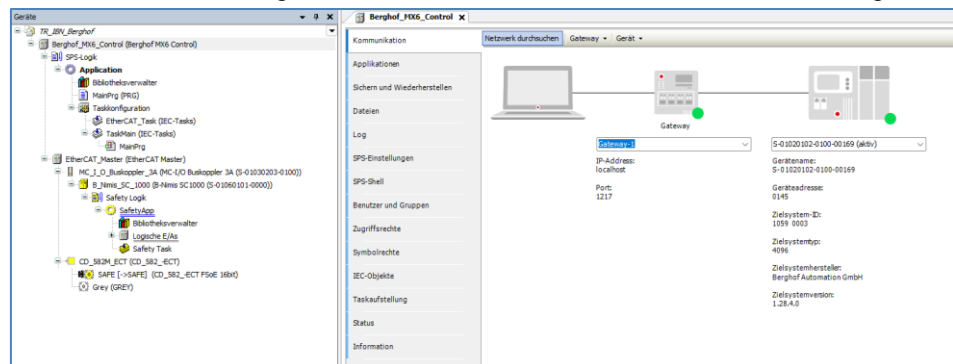 Geräte
TR_IBN_Berghof
Berghof_MX6_Control (Berghof MX6 Control)
SPS-Logik
Application
Bibliotheksverwalter
MainPrg (PRG)
Taskkonfiguration
EtherCAT_Task (IEC-Tasks)
TaskMain (IEC-Tasks)
MainPrg
EtherCAT_Master (EtherCAT Master)
MC_I_O_Buskoppler_3A (MC-I/O Buskoppler 3A (S-01030203-0100))
B_Nimis_SC_1000 (B-Nimis SC1000 (S-01060101-0000))
Safety Logik
SafetyApp
Bibliotheksverwalter
Logische E/As
Safety Task
CD_582M_ECT (CD_582_-ECT)
SAFE [->SAFE] (CD_582_-ECT FSoE 16bit)
Grey (GREY)
Berghof_MX6_Control
Kommunikation
Applikationen
Sichern und Wiederherstellen
Dateien
Log
SPS-Einstellungen
SPS-Shell
Benutzer und Gruppen
Zugriffsrechte
Symbolrechte
IEC-Objekte
Taskaufstellung
Status
Information
Netzwerk durchsuchen Gateway Gerät
Gateway
Gateway-1
IP-Address:
localhost
Port:
1217
S-01020102-0100-00169 (aktiv)
Gerätename:
S-01020102-0100-00169
Geräteadresse:
0145
Zielsystem-ID:
1059 0003
Zielsystemtyp:
4096
Zielsystemhersteller:
Berghof Automation GmbH
Zielsystemversion:
1.28.4.0